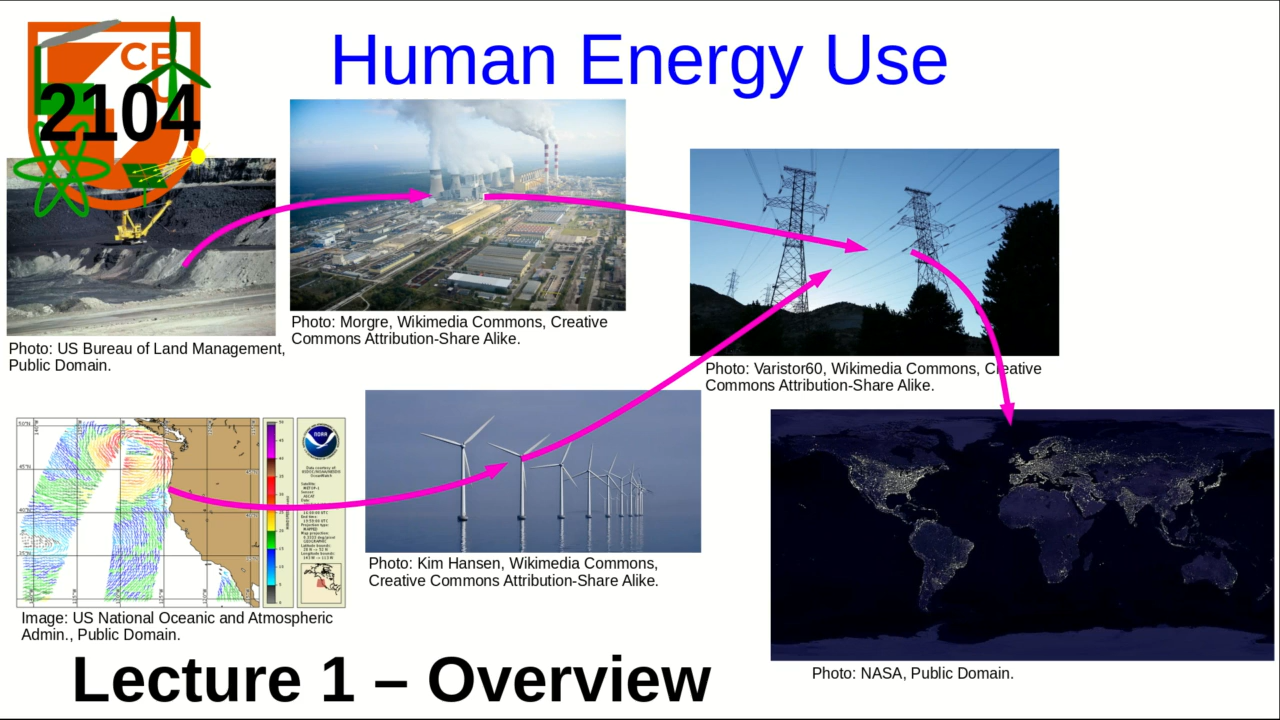 Human Energy Use
CE
2104
Photo: Morgre, Wikimedia Commons, Creative
Commons Attribution-Share Alike.
Photo: US Bureau of Land Management,
Public Domain.
Photo: Varistor60, Wikimedia Commons, Creative
Commons Attribution-Share Alike.
NOAA
Photo: Kim Hansen, Wikimedia Commons,
Creative Commons Attribution-Share Alike.
Image: US National Oceanic and Atmospheric
Admin., Public Domain.
Photo: NASA, Public Domain.
Lecture 1 – Overview